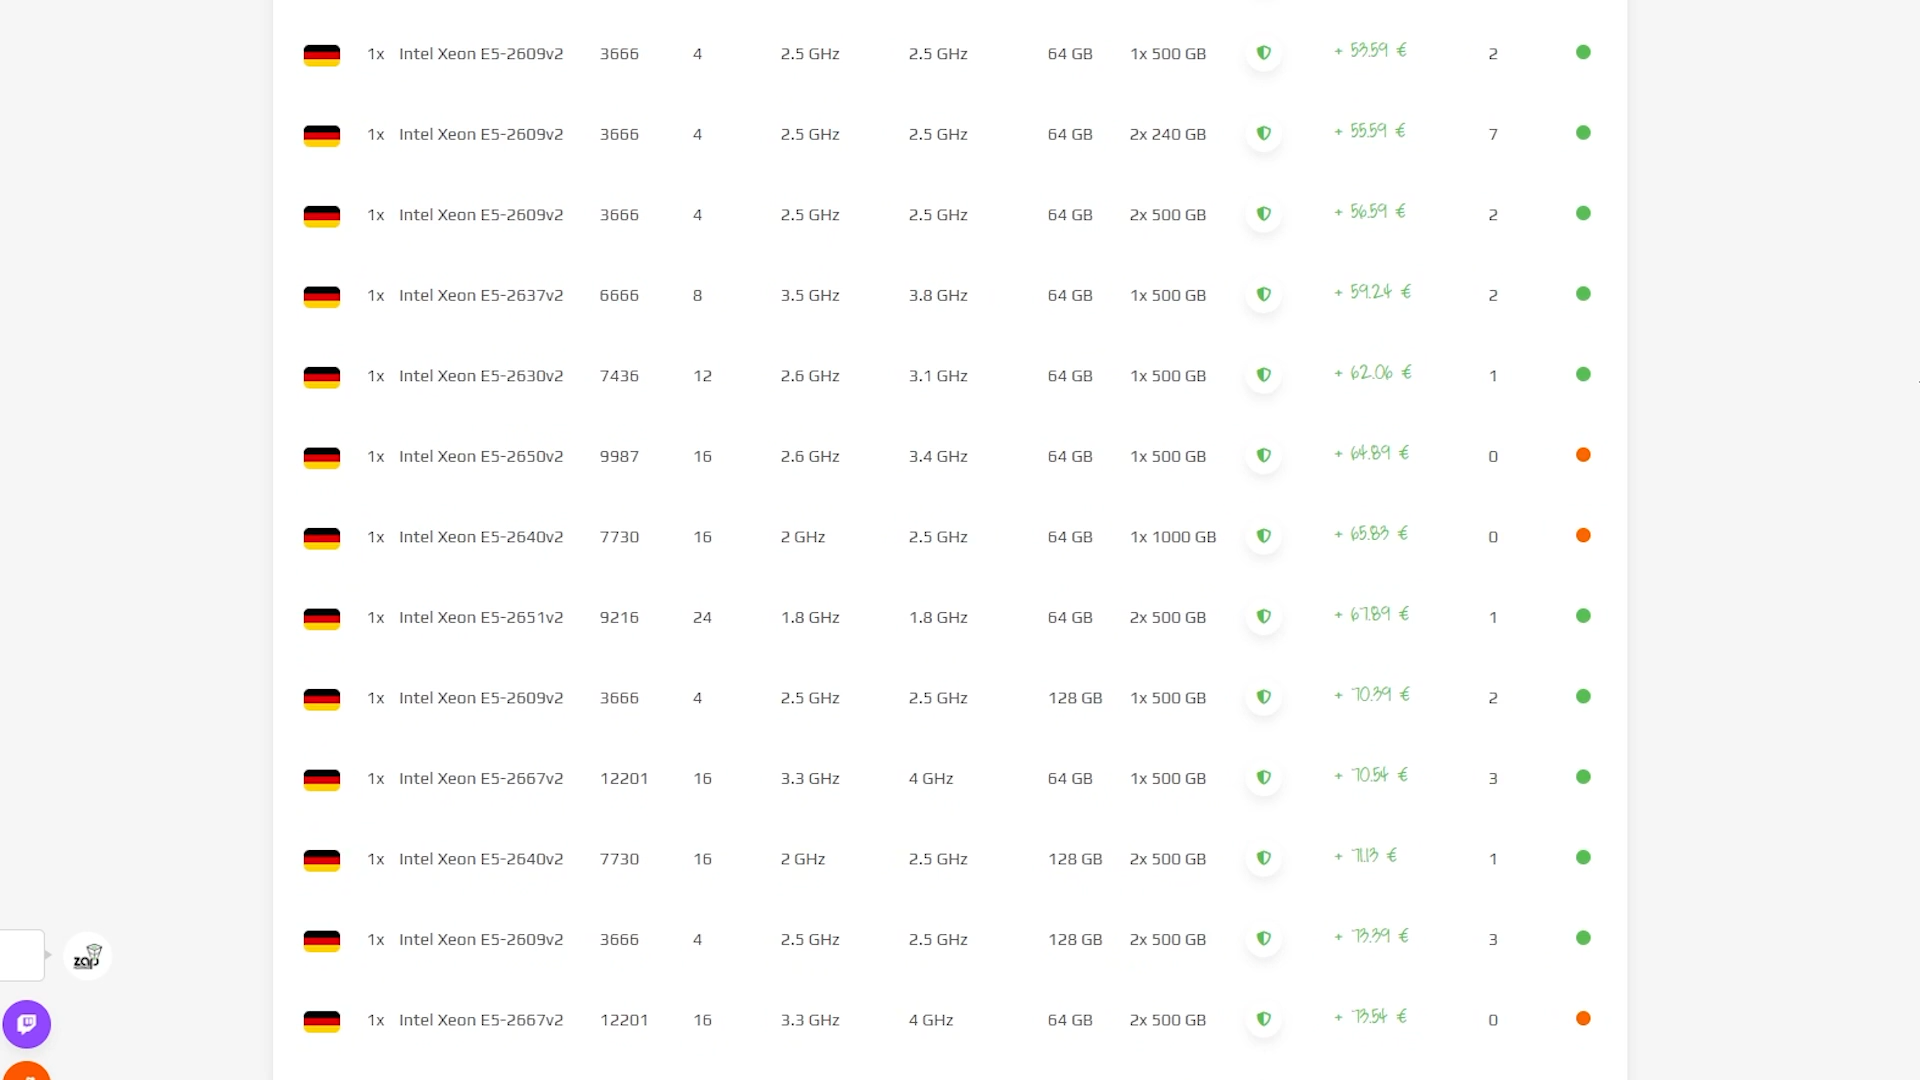 1x Intel Xeon E5-2609v2 3666 4 2.5 GHz 2.5 GHz 64 GB 1x 500 GB + 53.59 € 2
1x Intel Xeon E5-2609v2 3666 4 2.5 GHz 2.5 GHz 64 GB 2x 240 GB + 55.59 € 7
1x Intel Xeon E5-2609v2 3666 4 2.5 GHz 2.5 GHz 64 GB 2x 500 GB + 56.59 € 2
1x Intel Xeon E5-2637v2 6666 8 3.5 GHz 3.8 GHz 64 GB 1x 500 GB + 59.24 € 2
1x Intel Xeon E5-2630v2 7436 12 2.6 GHz 3.1 GHz 64 GB 1x 500 GB + 62.06 € 1
1x Intel Xeon E5-2650v2 9987 16 2.6 GHz 3.4 GHz 64 GB 1x 500 GB + 64.89 € 0
1x Intel Xeon E5-2640v2 7730 16 2 GHz 2.5 GHz 64 GB 1x 1000 GB + 65.83 € 0
1x Intel Xeon E5-2651v2 9216 24 1.8 GHz 1.8 GHz 64 GB 2x 500 GB + 67.89 € 1
1x Intel Xeon E5-2609v2 3666 4 2.5 GHz 2.5 GHz 128 GB 1x 500 GB + 70.39 € 2
1x Intel Xeon E5-2667v2 12201 16 3.3 GHz 4 GHz 64 GB 1x 500 GB + 70.54 € 3
1x Intel Xeon E5-2640v2 7730 16 2 GHz 2.5 GHz 128 GB 2x 500 GB + 71.13 € 1
1x Intel Xeon E5-2609v2 3666 4 2.5 GHz 2.5 GHz 128 GB 2x 500 GB + 73.39 € 3
zap
1x Intel Xeon E5-2667v2 12201 16 3.3 GHz 4 GHz 64 GB 2x 500 GB + 73.54 € 0